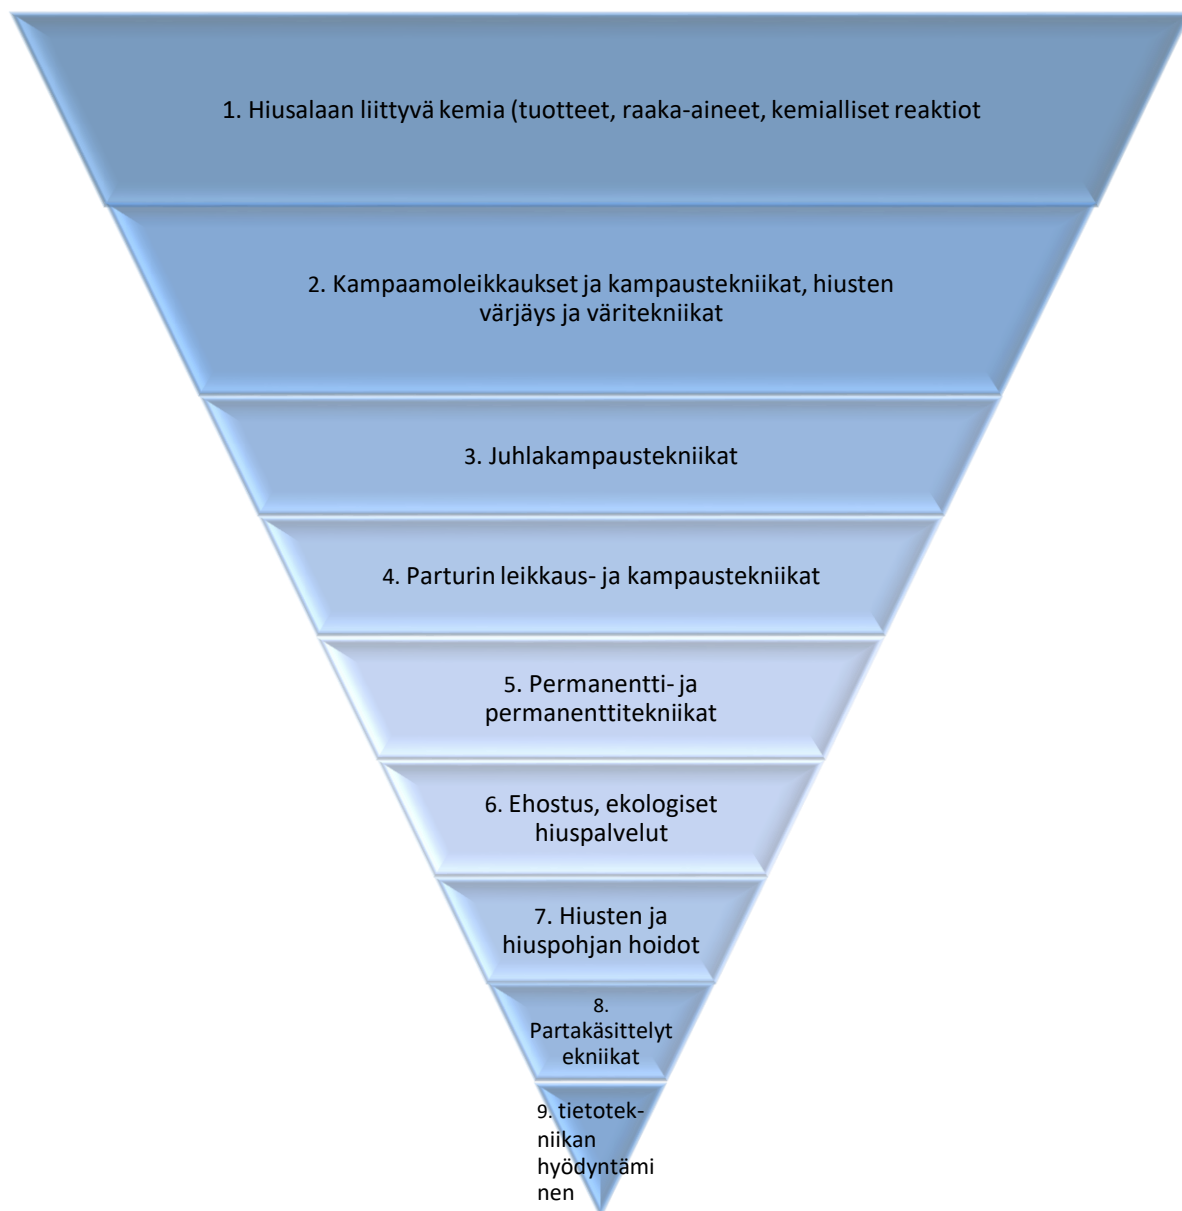 1. Hiusalaan liittyvä kemia (tuotteet, raaka-aineet, kemialliset reaktiot
2. Kampaamoleikkaukset ja kampaustekniikat, hiusten
värjäys ja väritekniikat
3. Juhlakampaustekniikat
4. Parturin leikkaus- ja kampaustekniikat
5. Permanentti- ja
permanenttitekniikat
6. Ehostus, ekologiset
hiuspalvelut
7. Hiusten ja
hiuspohjan hoidot
8.
Partakäsittelyt
ekniikat
9. tietotek-
niikan
hyödyntämi
nen